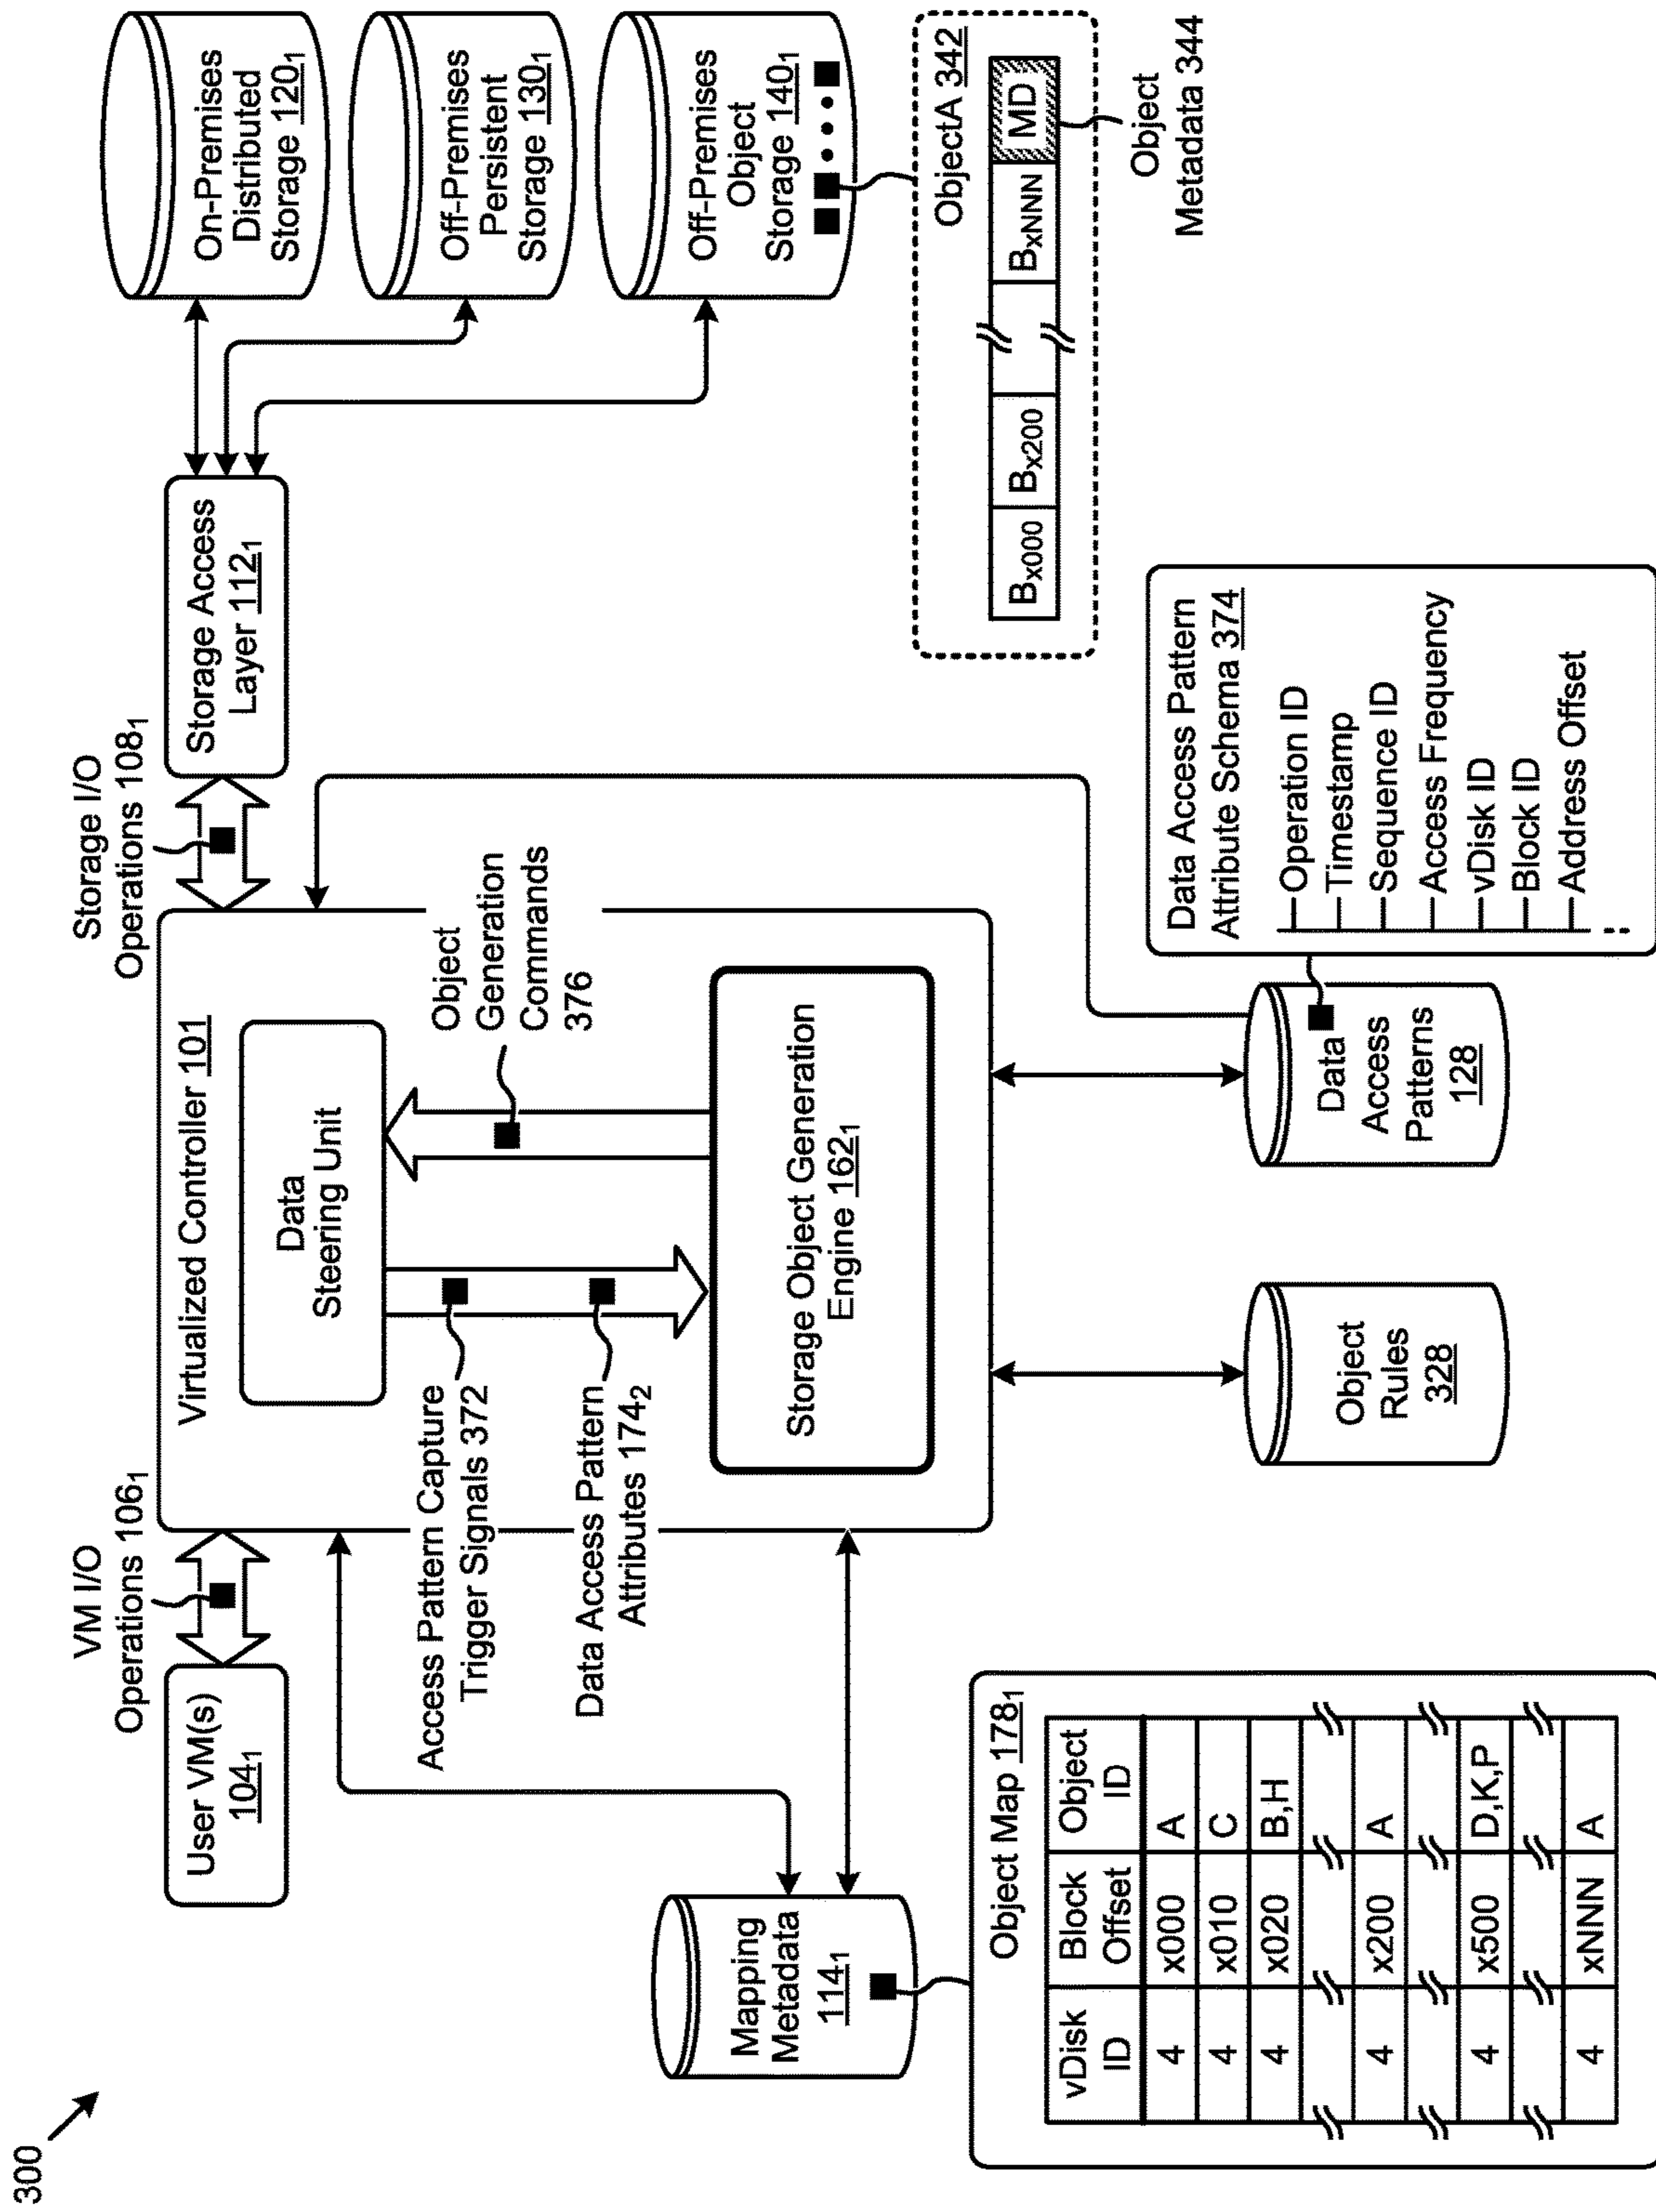 300
VM I/O
Operations 106₁
Storage I/O
Operations 108₁
User VM(s)
104₁
Virtualized Controller 101
Data
Steering Unit
Access Pattern Capture
Trigger Signals 372
Data Access Pattern
Attributes 174₂
Object
Generation
Commands
376
Storage Object Generation
Engine 162₁
Storage Access
Layer 112₁
On-Premises
Distributed
Storage 120₁
Off-Premises
Persistent
Storage 130₁
Off-Premises
Object
Storage 140₁
ObjectA 342
Bx000 Bx200 BxNNN MD
Object
Metadata 344
Mapping
Metadata
114₁
Object Map 178₁
vDisk Block Object
ID Offset ID
4 x000 A
4 x010 C
4 x020 B,H
4 x200 A
4 x500 D,K,P
4 xNNN A
Object
Rules
328
Data
Access
Patterns
128
Data Access Pattern
Attribute Schema 374
Operation ID
Timestamp
Sequence ID
Access Frequency
vDisk ID
Block ID
Address Offset